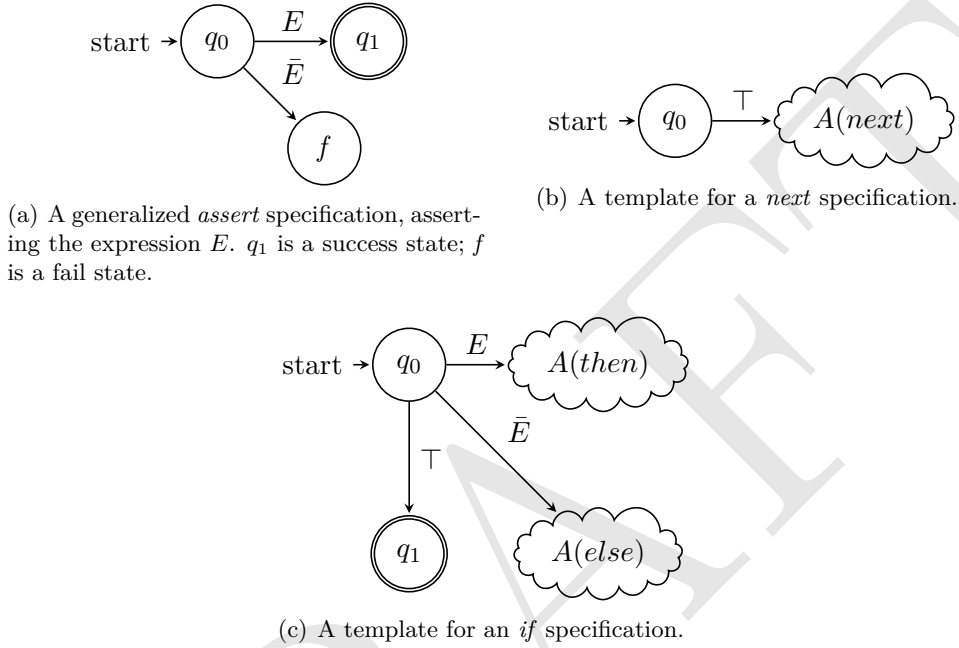 start q₀ E q₁
Ē
f
(a) A generalized assert specification, assert-
ing the expression E. q₁ is a success state; f
is a fail state.
start q₀ ⊤ A(next)
(b) A template for a next specification.
start q₀ E A(then)
Ē
⊤
q₁ A(else)
(c) A template for an if specification.
DRAFT